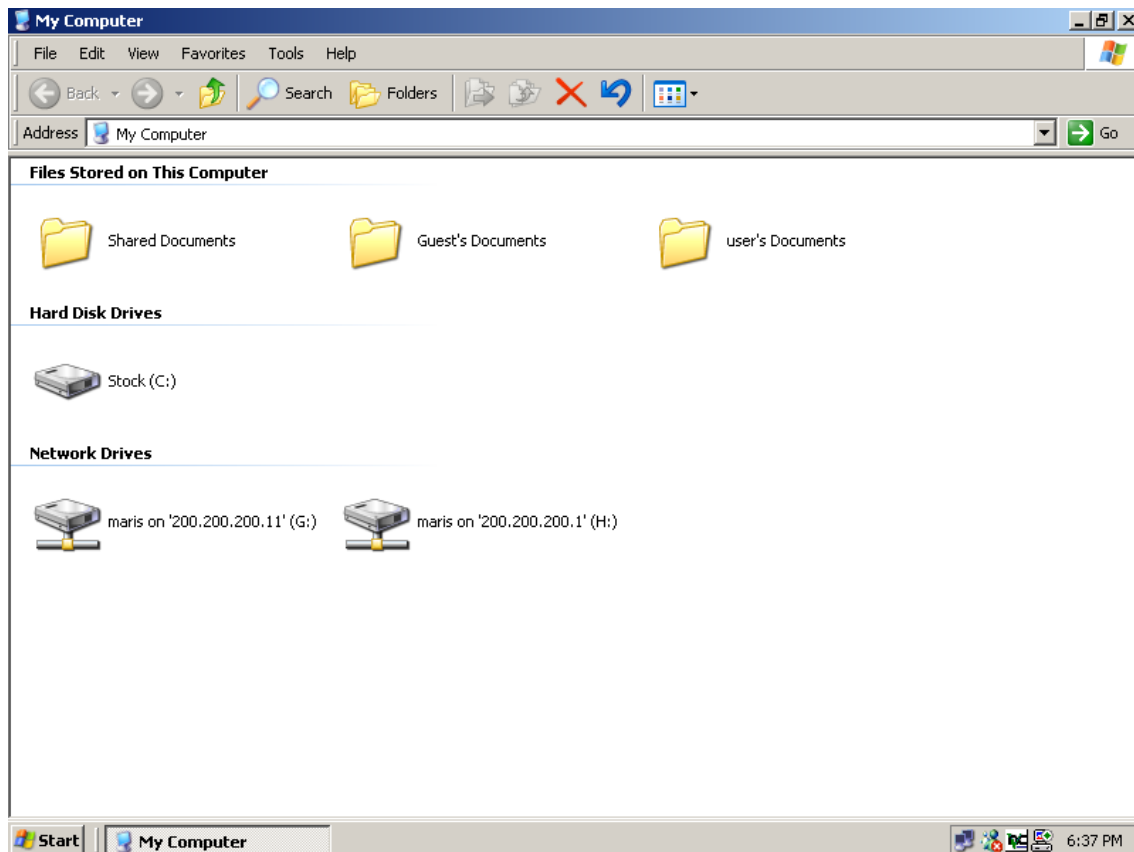 My Computer
File Edit View Favorites Tools Help
Back Search Folders
Address My Computer Go
Files Stored on This Computer
Shared Documents Guest's Documents user's Documents
Hard Disk Drives
Stock (C:)
Network Drives
maris on '200.200.200.11' (G:) maris on '200.200.200.1' (H:)
Start My Computer 6:37 PM